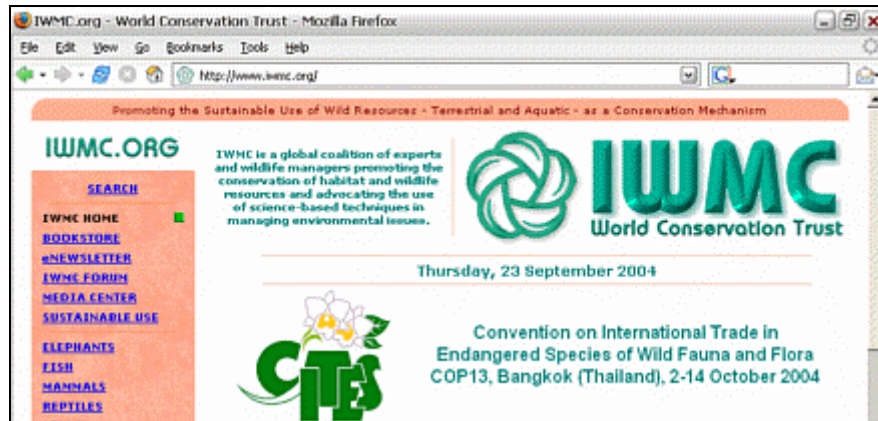 IWMC.org - World Conservation Trust - Mozilla Firefox
File Edit View Go Bookmarks Tools Help
http://www.iwmc.org/
G
Promoting the Sustainable Use of Wild Resources - Terrestrial and Aquatic - as a Conservation Mechanism
IWMC.ORG
SEARCH
IWMC HOME
BOOKSTORE
eNEWSLETTER
IWMC FORUM
MEDIA CENTER
SUSTAINABLE USE
ELEPHANTS
FISH
MAMMALS
REPTILES
IWMC is a global coalition of experts
and wildlife managers promoting the
conservation of habitat and wildlife
resources and advocating the use
of science-based techniques in
managing environmental issues.
IWMC
World Conservation Trust
Thursday, 23 September 2004
CITES
Convention on International Trade in
Endangered Species of Wild Fauna and Flora
COP13, Bangkok (Thailand), 2-14 October 2004